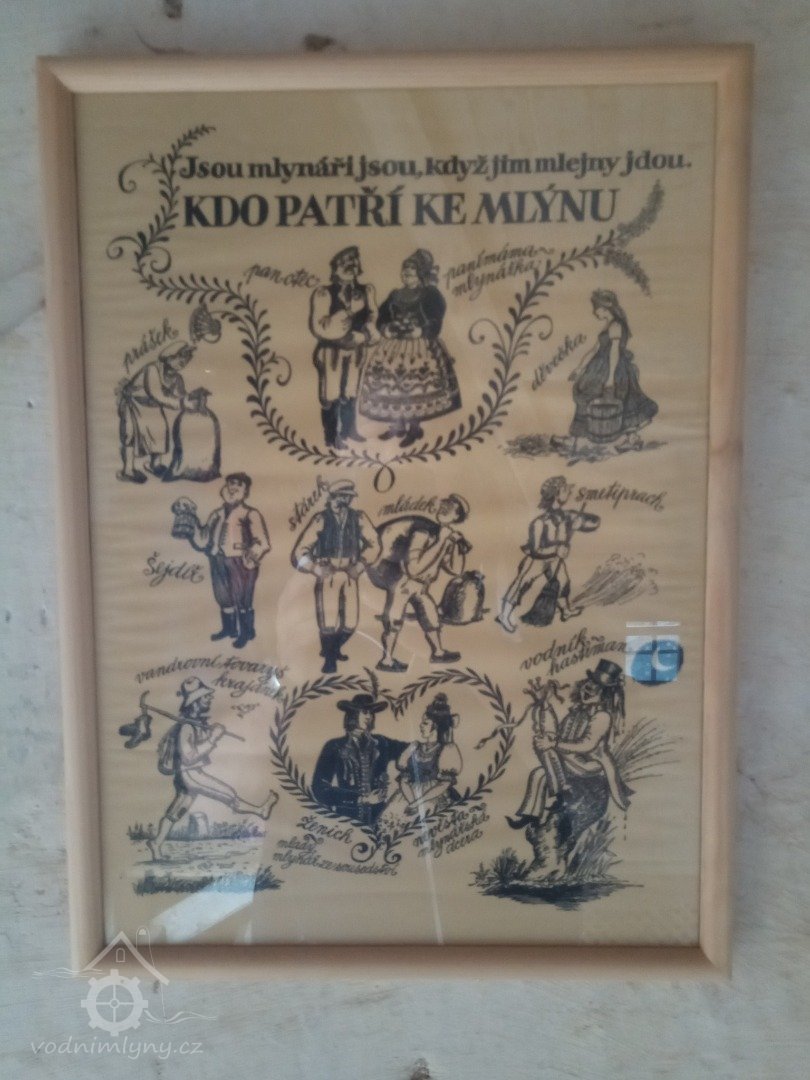 Jsou mlynáři jsou, když jim mlejny jdou.
KDO PATŘÍ KE MLÝNU
pan otec
panímáma
mlynářka
prášek
děvečka
stárek
mládek
smetiprach
Šejdíř
vandrovní tovaryš
krajánek
vodník
hastrman
ženich
mladý
mlynář ze sousedství
nevěsta
mlynářská
dcera
vodnimlyny.cz